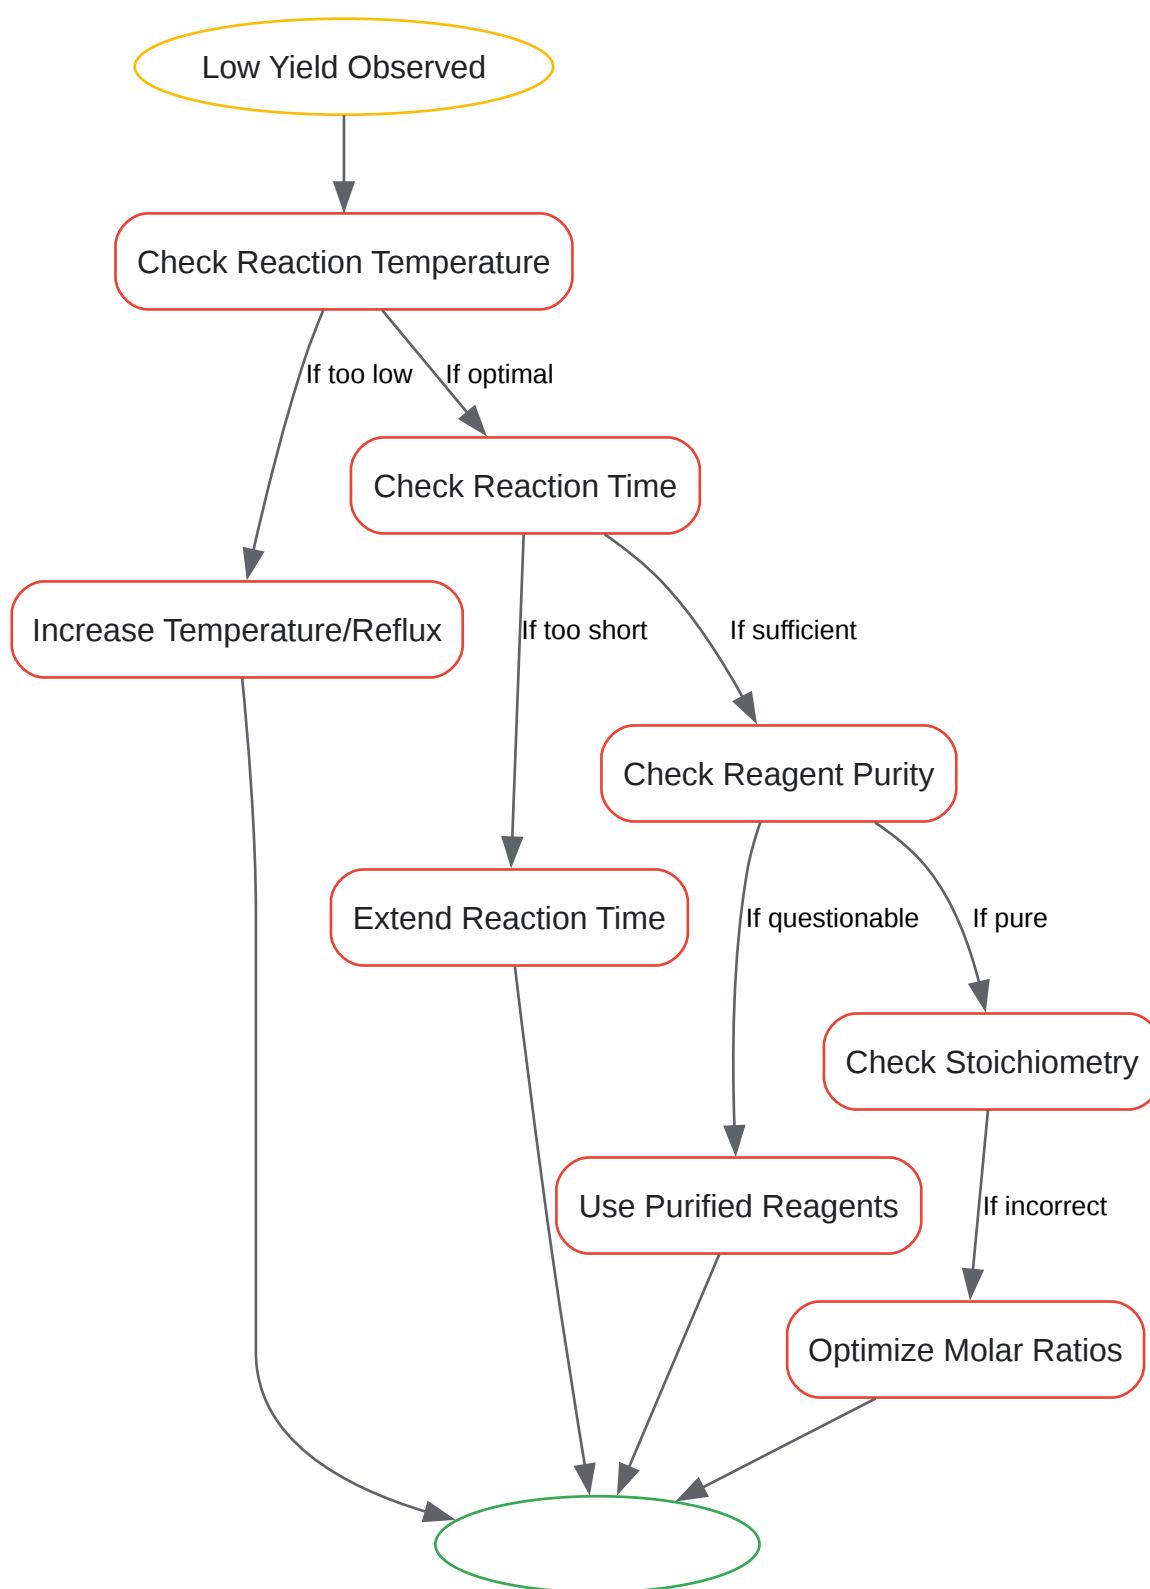 Low Yield Observed
Check Reaction Temperature
If too low
If optimal
Check Reaction Time
Increase Temperature/Reflux
If too short
If sufficient
Check Reagent Purity
Extend Reaction Time
If questionable
If pure
Check Stoichiometry
Use Purified Reagents
If incorrect
Optimize Molar Ratios